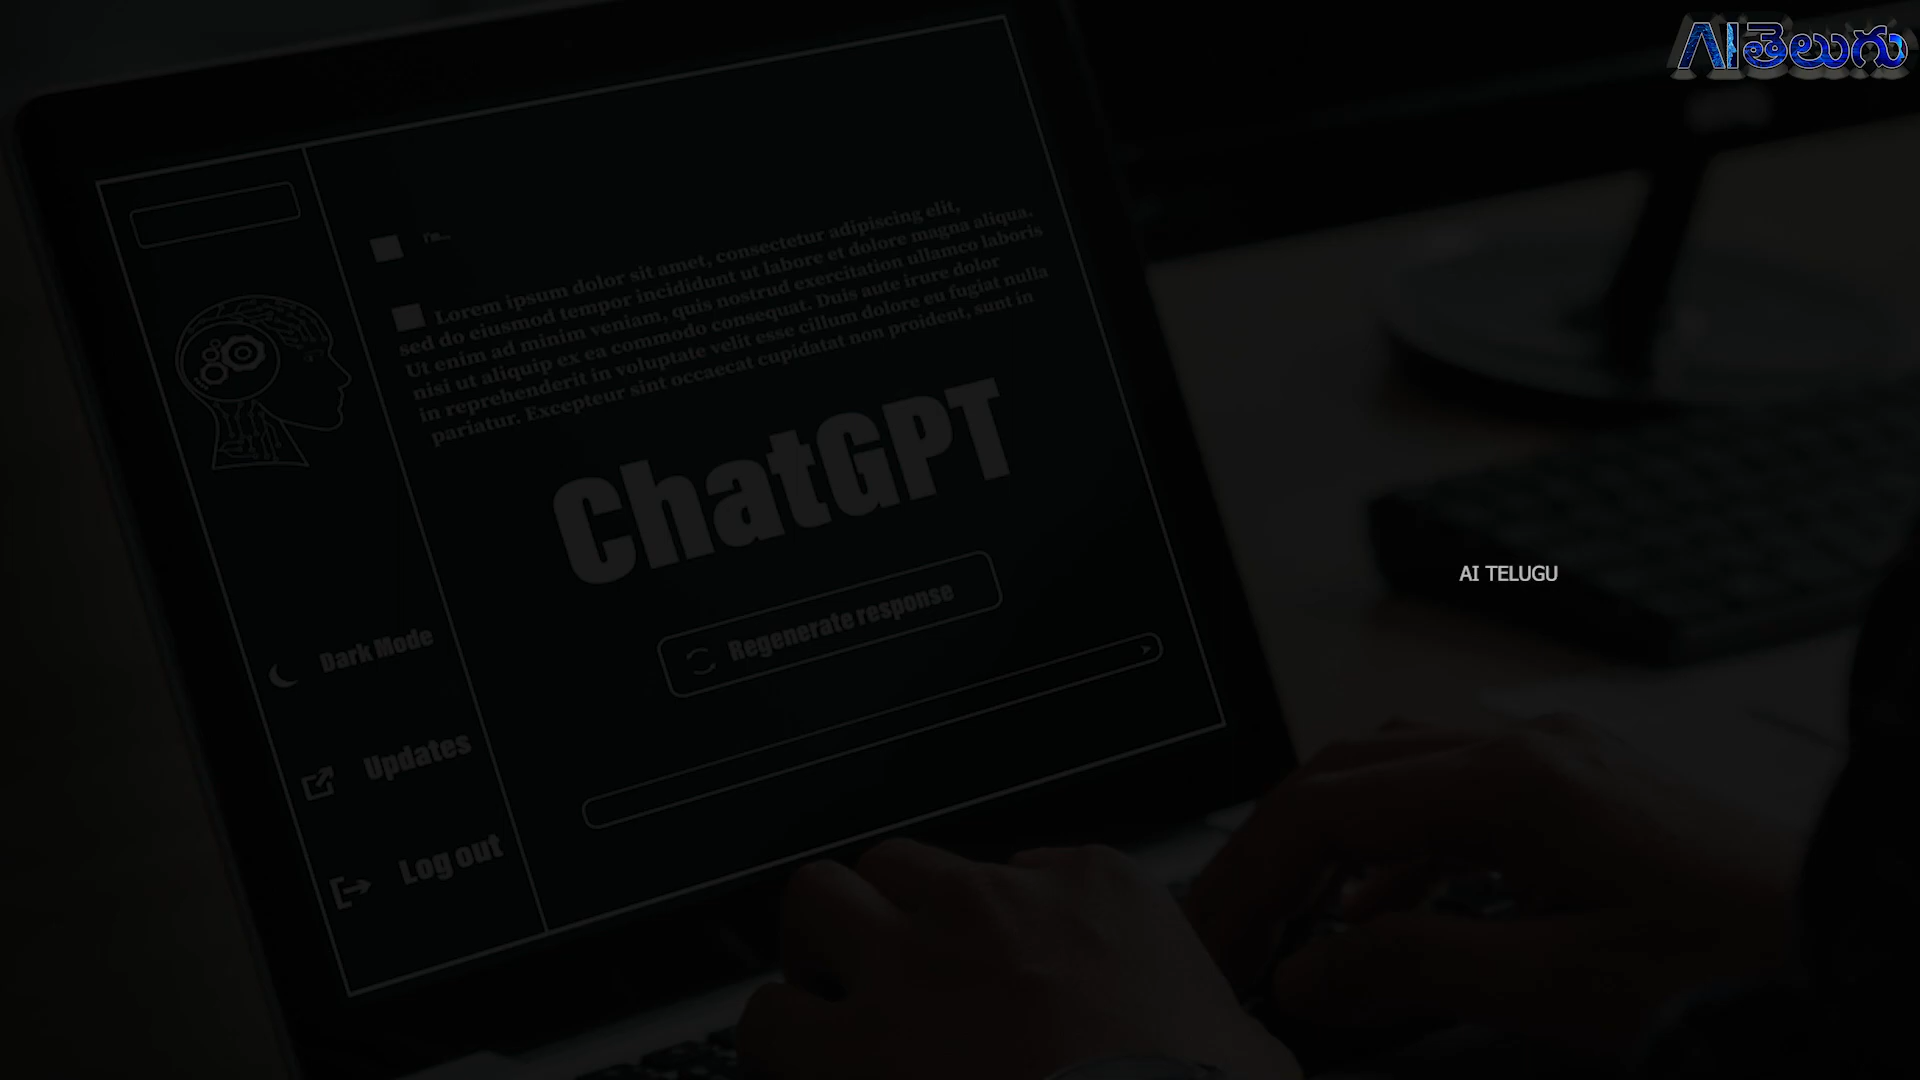 AIతెలుగు
I'm...
Lorem ipsum dolor sit amet, consectetur adipiscing elit,
sed do eiusmod tempor incididunt ut labore et dolore magna aliqua.
Ut enim ad minim veniam, quis nostrud exercitation ullamco laboris
nisi ut aliquip ex ea commodo consequat. Duis aute irure dolor
in reprehenderit in voluptate velit esse cillum dolore eu fugiat nulla
pariatur. Excepteur sint occaecat cupidatat non proident, sunt in
ChatGPT
Regenerate response
AI TELUGU
Dark Mode
Updates
Log out